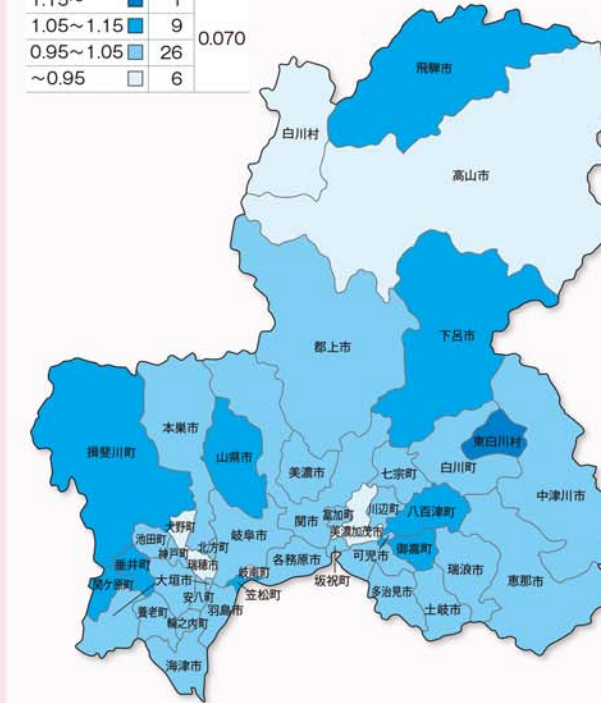 1.15～ 1
1.05～1.15 9
0.95～1.05 26
～0.95 6
0.070
飛騨市
白川村
高山市
郡上市
下呂市
本巣市
揖斐川町
山県市
東白川村
美濃市
七宗町
白川町
中津川市
大野町
関市
富加町
川辺町
八百津町
池田町
北方町
岐阜市
美濃加茂市
神戸町
瑞穂市
各務原市
可児市
御嵩町
垂井町
瑞浪市
恵那市
関ケ原町
大垣市
岐南町
坂祝町
安八町
笠松町
多治見市
養老町
羽島市
土岐市
輪之内町
海津市